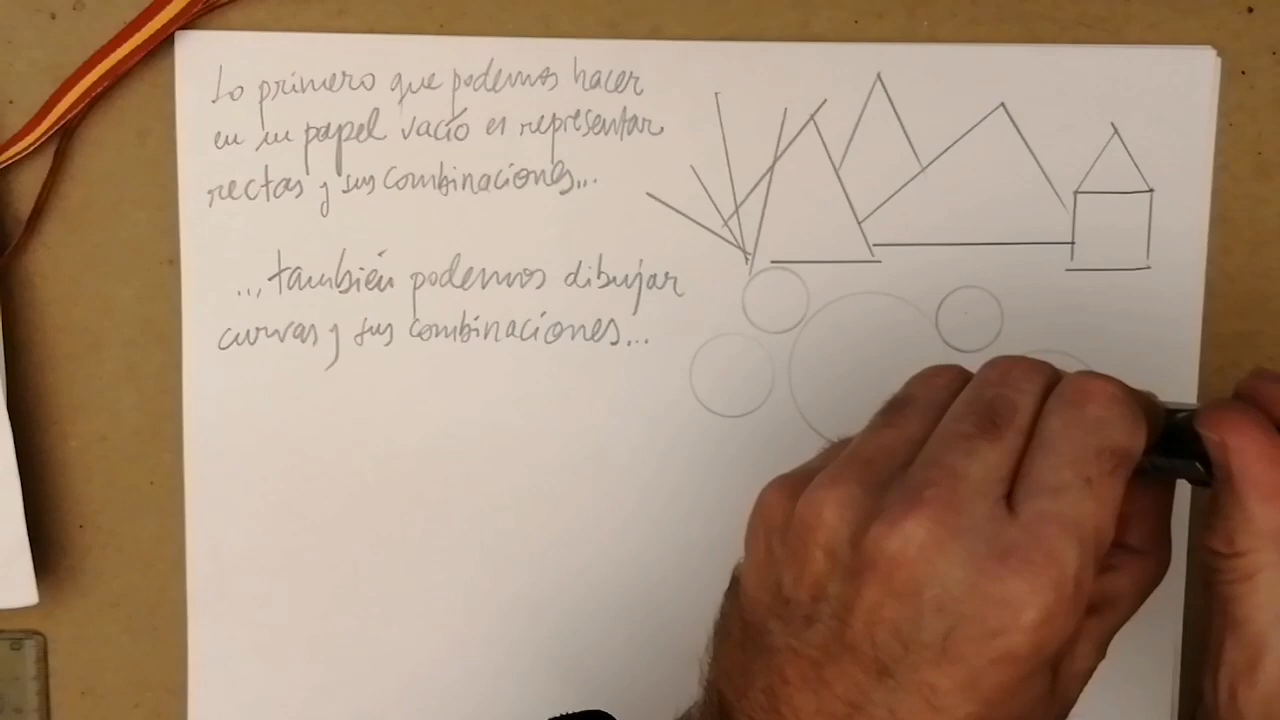 Lo primero que podemos hacer
en un papel vacío es representar
rectas y sus combinaciones...
...también podemos dibujar
curvas y sus combinaciones...